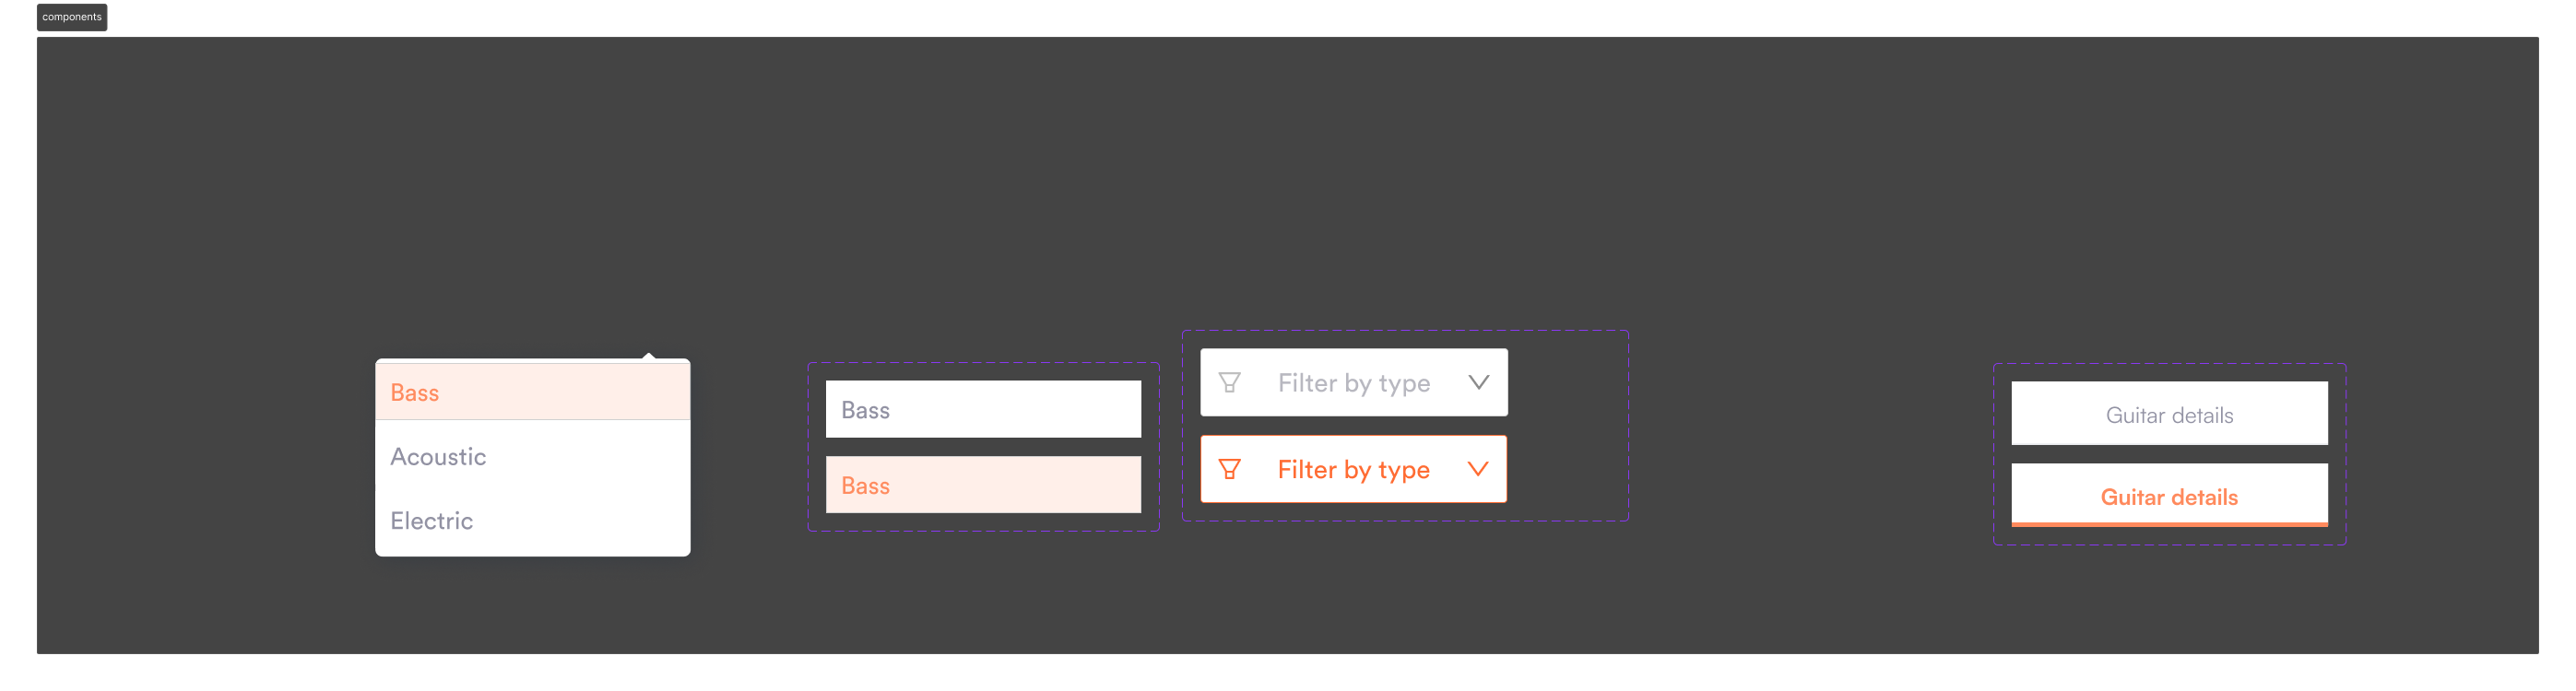 components
Bass
Acoustic
Electric
Bass
Bass
Filter by type
Filter by type
Guitar details
Guitar details